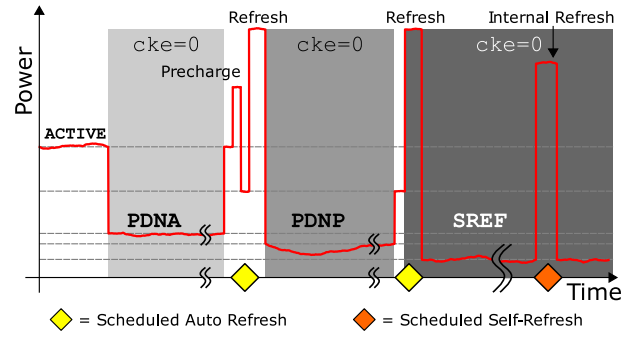 Refresh
Refresh
Internal Refresh
cke=0
cke=0
cke=0
Precharge
Power
ACTIVE
PDNA
PDNP
SREF
Time
= Scheduled Auto Refresh
= Scheduled Self-Refresh